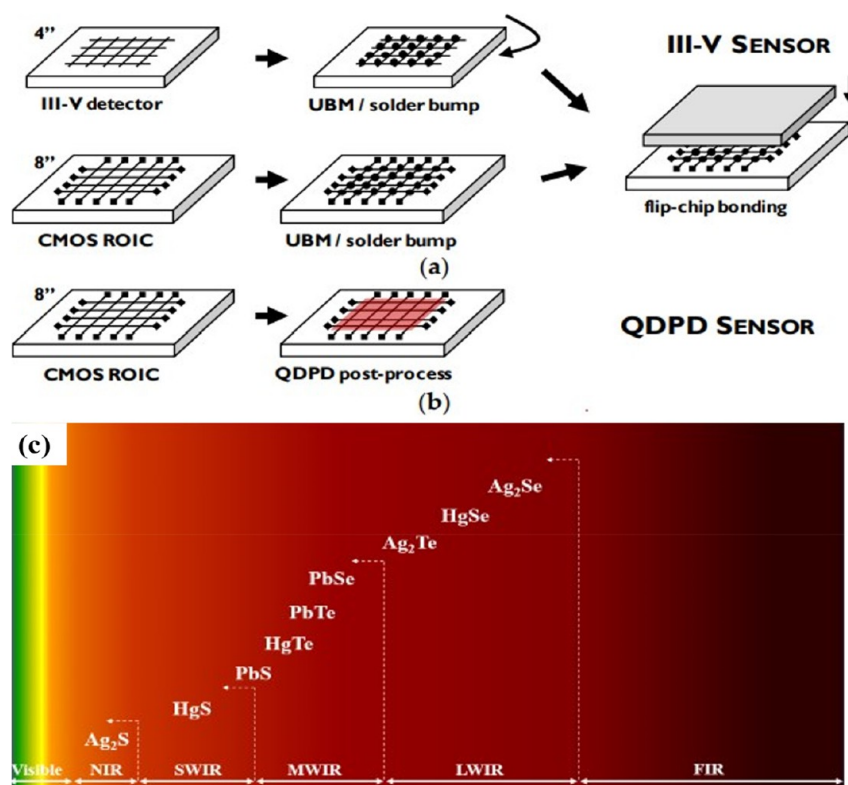 4”
III-V detector
UBM / solder bump
III-V SENSOR
8”
CMOS ROIC
UBM / solder bump
flip-chip bonding
(a)
8”
CMOS ROIC
QDPD post-process
QDPD SENSOR
(b)
(c)
Ag₂Se
HgSe
Ag₂Te
PbSe
PbTe
HgTe
PbS
HgS
Ag₂S
Visible NIR SWIR MWIR LWIR FIR